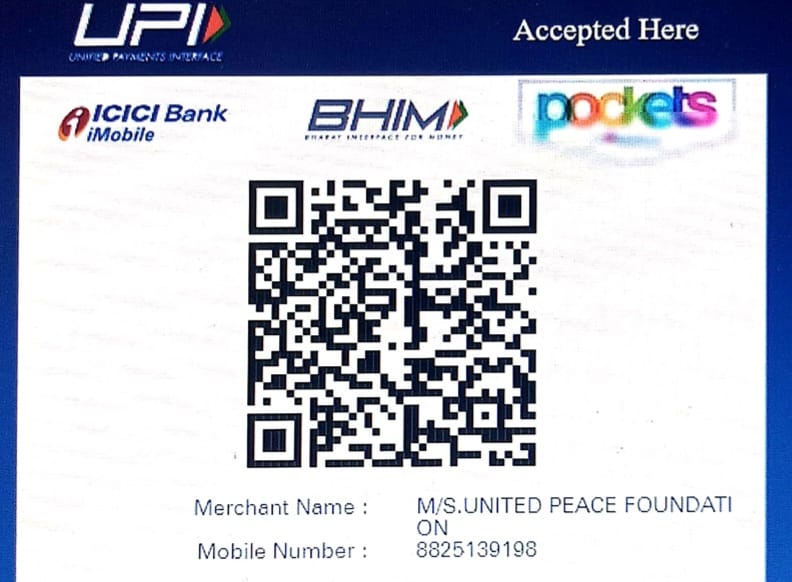 UPI
UNIFIED PAYMENTS INTERFACE
Accepted Here
ICICI Bank
iMobile
BHIM
BHARAT INTERFACE FOR MONEY
pockets
Merchant Name : M/S.UNITED PEACE FOUNDATI
ON
Mobile Number : 8825139198